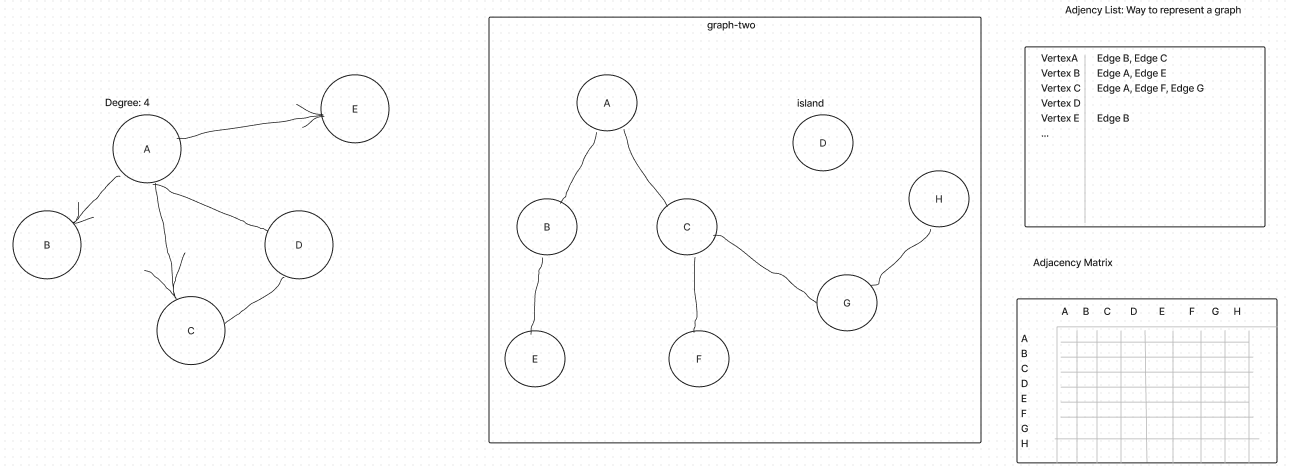 Degree: 4
A
E
B
D
C
graph-two
A
island
D
H
B
C
G
E
F
Adjency List: Way to represent a graph
VertexA Edge B, Edge C
Vertex B Edge A, Edge E
Vertex C Edge A, Edge F, Edge G
Vertex D
Vertex E Edge B
...
Adjacency Matrix
A B C D E F G H
A
B
C
D
E
F
G
H